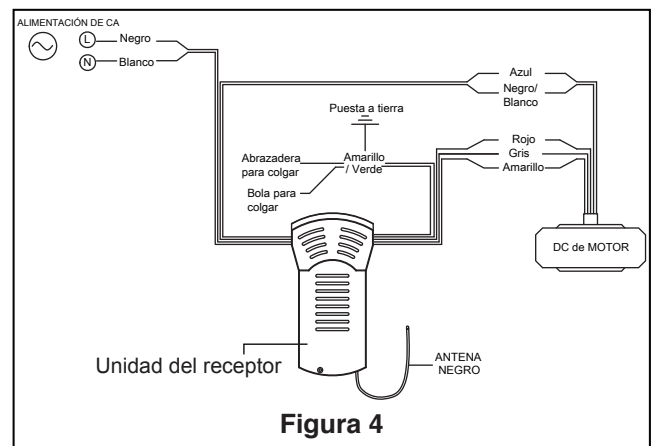 ALIMENTACIÓN DE CA
L
Negro
N
Blanco
Azul
Negro/
Blanco
Puesta a tierra
Rojo
Gris
Amarillo
Abrazadera
para colgar
Amarillo
/ Verde
Bola para
colgar
DC de MOTOR
Unidad del receptor
ANTENA
NEGRO
Figura 4